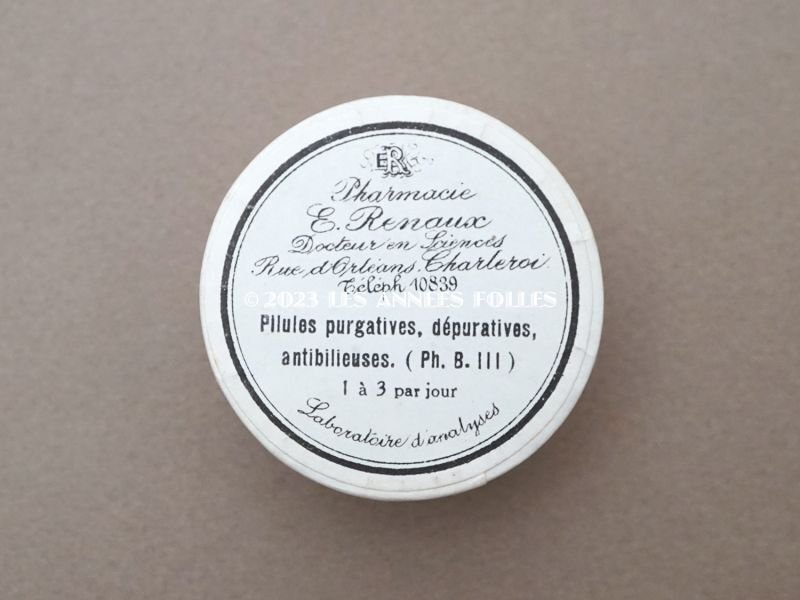 ER
Pharmacie
E. Renaux
Docteur en Sciences
Rue d'Orléans. Charleroi.
Téléph 10839
© 2023 LES ANNÉES FOLLES
Pilules purgatives, dépuratives,
antibilieuses. ( Ph. B. III )
1 à 3 par jour
Laboratoire d'analyses